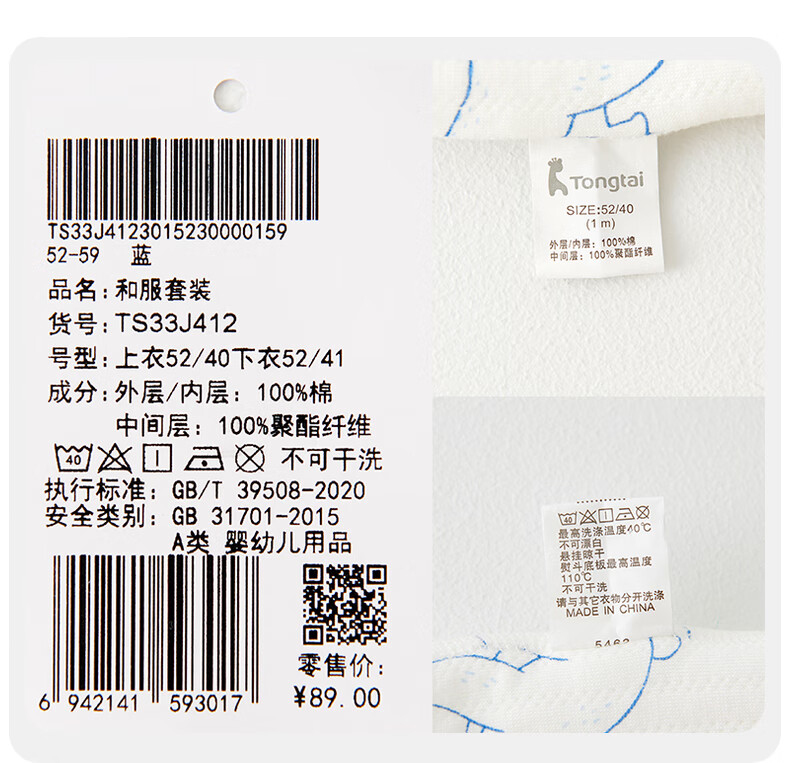 TS33J4123015230000159
52-59 蓝
品名:和服套装
货号:TS33J412
号型:上衣52/40下衣52/41
成分:外层/内层: 100%棉
中间层: 100%聚酯纤维
40 不可干洗
执行标准: GB/T 39508-2020
安全类别: GB 31701-2015
A类 婴幼儿用品
零售价:
¥89.00
6 942141 593017
Tongtai
SIZE:52/40
(1m)
外层/内层: 100%棉
中间层: 100%聚酯纤维
40
最高洗涤温度40℃
不可漂白
悬挂晾干
熨斗底板最高温度
110℃
不可干洗
请与其它衣物分开洗涤
MADE IN CHINA